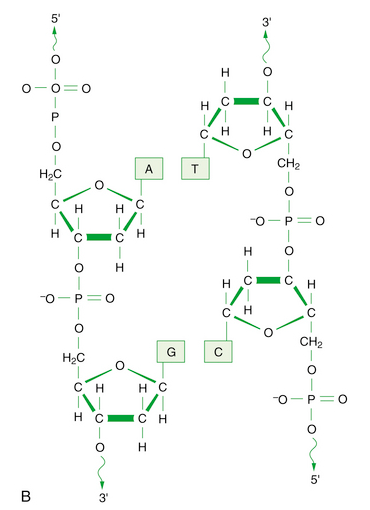 5'
O
O–O=O
P
O
H₂C
O
A
C H H C
H C C H
H
O
⁻O–P=O
O
H₂C
O
G
C H H C
H C C H
O H
3'
3'
H O
H C C H
C H H C
T O CH₂
O
⁻O–P=O
O
H C C
H H H
C C
C O CH₂
O
⁻O–P=O
O
5'
B